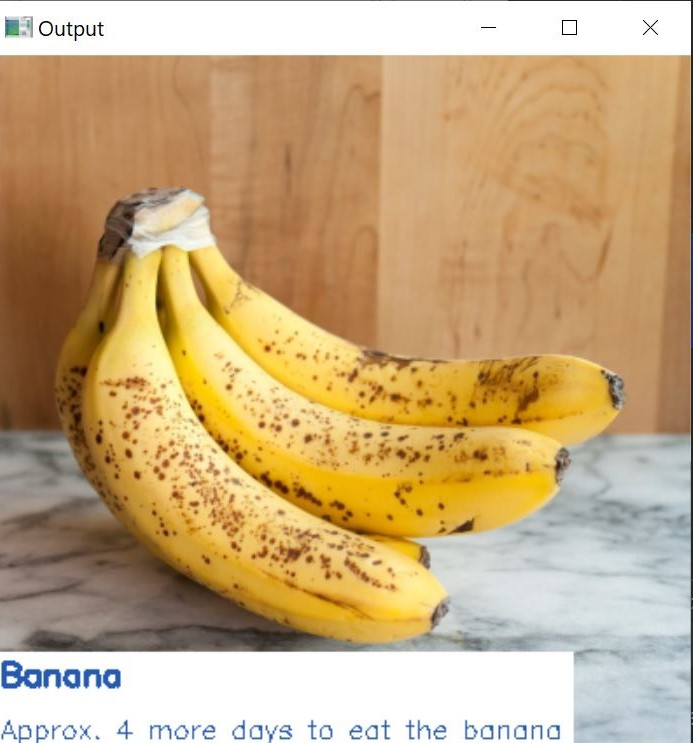 Output
Banana
Approx. 4 more days to eat the banana